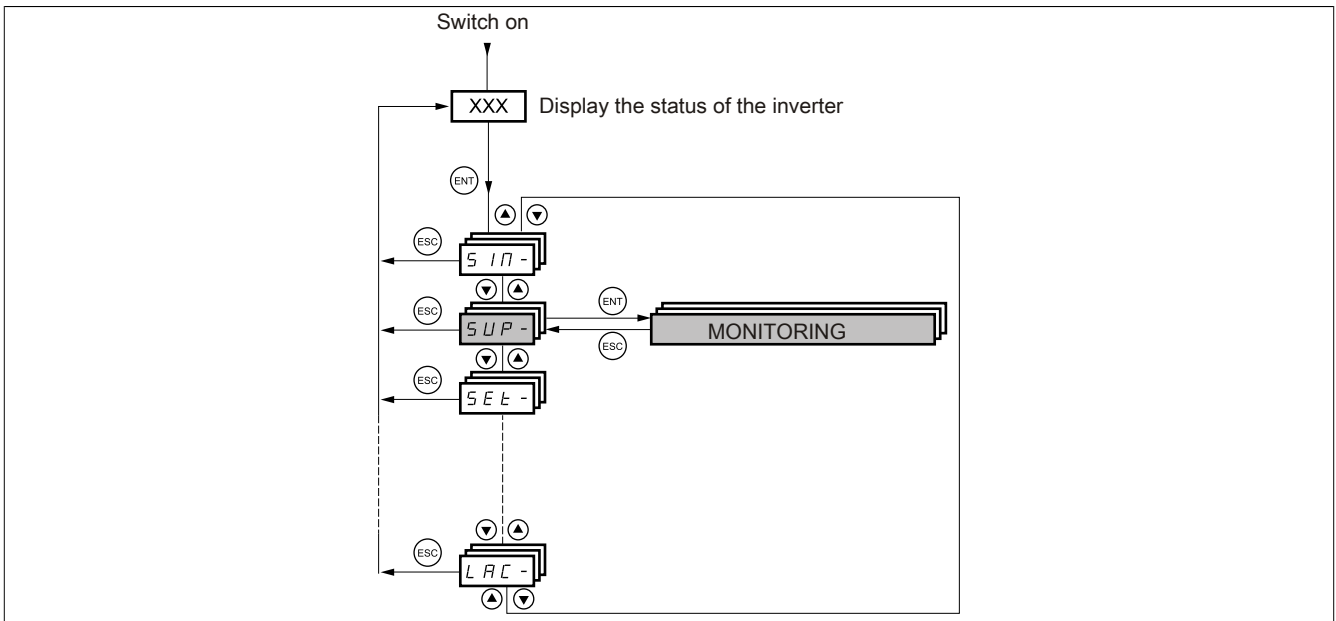 Switch on
XXX Display the status of the inverter
ENT
ESC
SIM-
ESC
ENT
SUP-
MONITORING
ESC
ESC
SEt-
ESC
LAC-